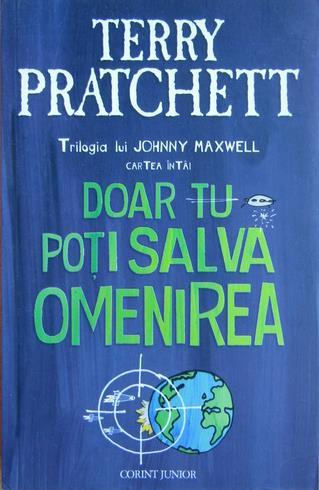 TERRY
PRATCHETT
Trilogia lui JOHNNY MAXWELL
CARTEA ÎNTÂI
DOAR TU
POȚI SALVA
OMENIREA
CORINT JUNIOR